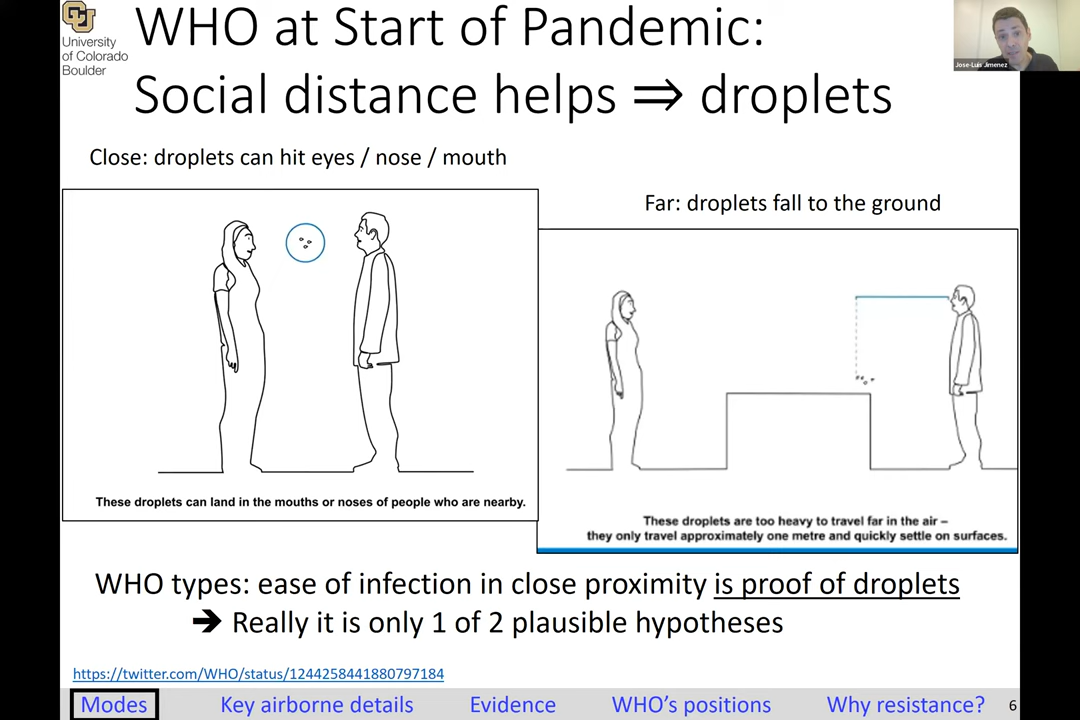 University
of Colorado
Boulder
WHO at Start of Pandemic:
Social distance helps ⇒ droplets
Jose-Luis Jimenez
Close: droplets can hit eyes / nose / mouth
Far: droplets fall to the ground
These droplets can land in the mouths or noses of people who are nearby.
These droplets are too heavy to travel far in the air –
they only travel approximately one metre and quickly settle on surfaces.
WHO types: ease of infection in close proximity is proof of droplets
➔ Really it is only 1 of 2 plausible hypotheses
https://twitter.com/WHO/status/1244258441880797184
Modes Key airborne details Evidence WHO's positions Why resistance? 6